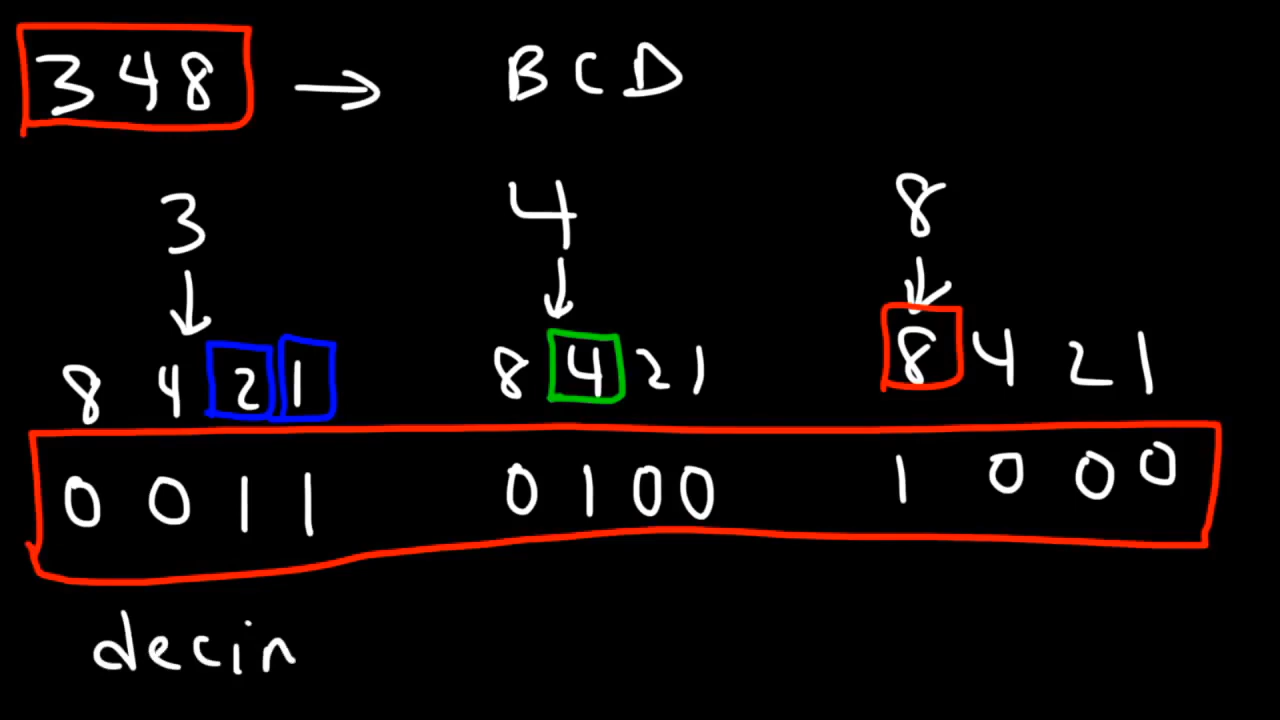 348 → BCD
3 4 8
↓ ↓ ↓
8 4 2 1 8 4 2 1 8 4 2 1
0 0 1 1 0 1 0 0 1 0 0 0
decin